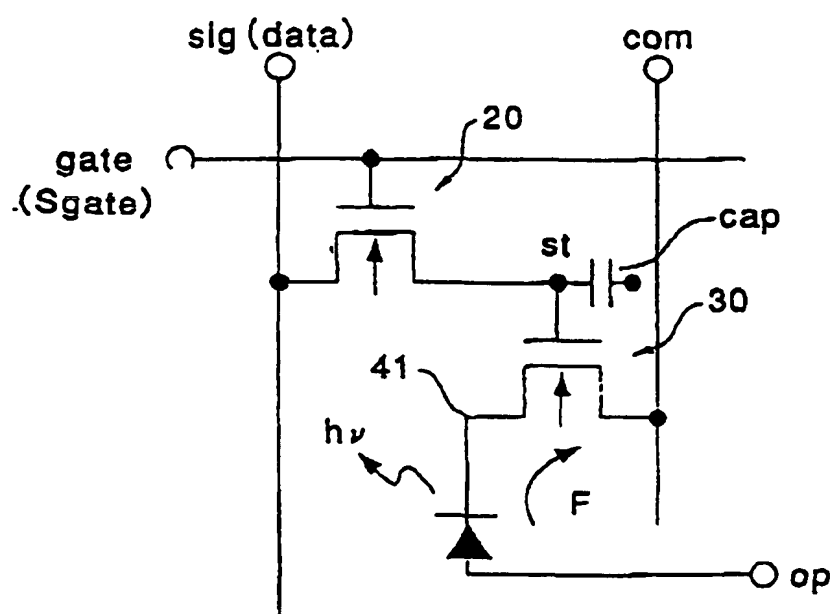 sig (data)
com
gate
(Sgate)
20
st
cap
30
41
hν
F
op